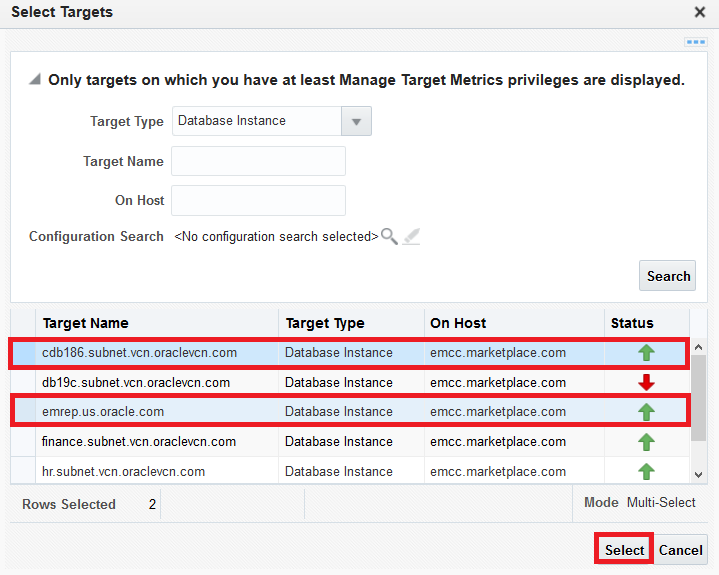 Select Targets
Only targets on which you have at least Manage Target Metrics privileges are displayed.
Target Type Database Instance
Target Name
On Host
Configuration Search <No configuration search selected>
Search
Target Name Target Type On Host Status
cdb186.subnet.vcn.oraclevcn.com Database Instance emcc.marketplace.com
db19c.subnet.vcn.oraclevcn.com Database Instance emcc.marketplace.com
emrep.us.oracle.com Database Instance emcc.marketplace.com
finance.subnet.vcn.oraclevcn.com Database Instance emcc.marketplace.com
hr.subnet.vcn.oraclevcn.com Database Instance emcc.marketplace.com
Rows Selected 2 Mode Multi-Select
Select Cancel